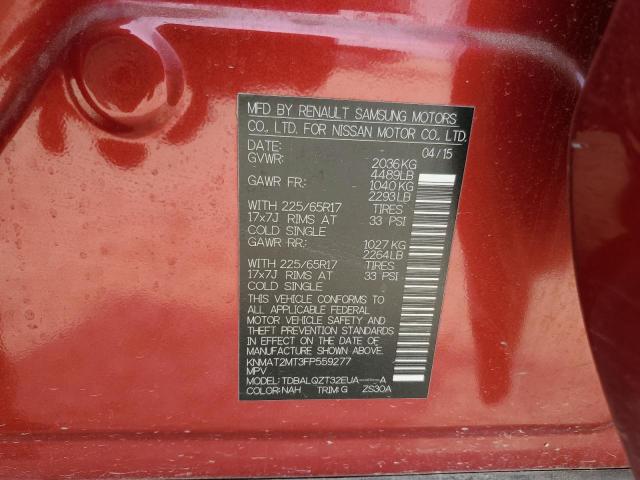 MFD BY RENAULT SAMSUNG MOTORS
CO., LTD. FOR NISSAN MOTOR CO., LTD.
DATE: 04/15
GVWR: 2036KG
4489LB
GAWR FR: 1040KG
2293LB
WITH 225/65R17 TIRES
17x7J RIMS AT 33 PSI
COLD SINGLE
GAWR RR: 1027KG
2264LB
WITH 225/65R17 TIRES
17x7J RIMS AT 33 PSI
COLD SINGLE
THIS VEHICLE CONFORMS TO
ALL APPLICABLE FEDERAL
MOTOR VEHICLE SAFETY AND
THEFT PREVENTION STANDARDS
IN EFFECT ON THE DATE OF
MANUFACTURE SHOWN ABOVE.
KNMAT2MT3FP559277
MPV
MODEL: TDBALQZT32EUA-----A
COLOR: NAH TRIM: G ZS30A